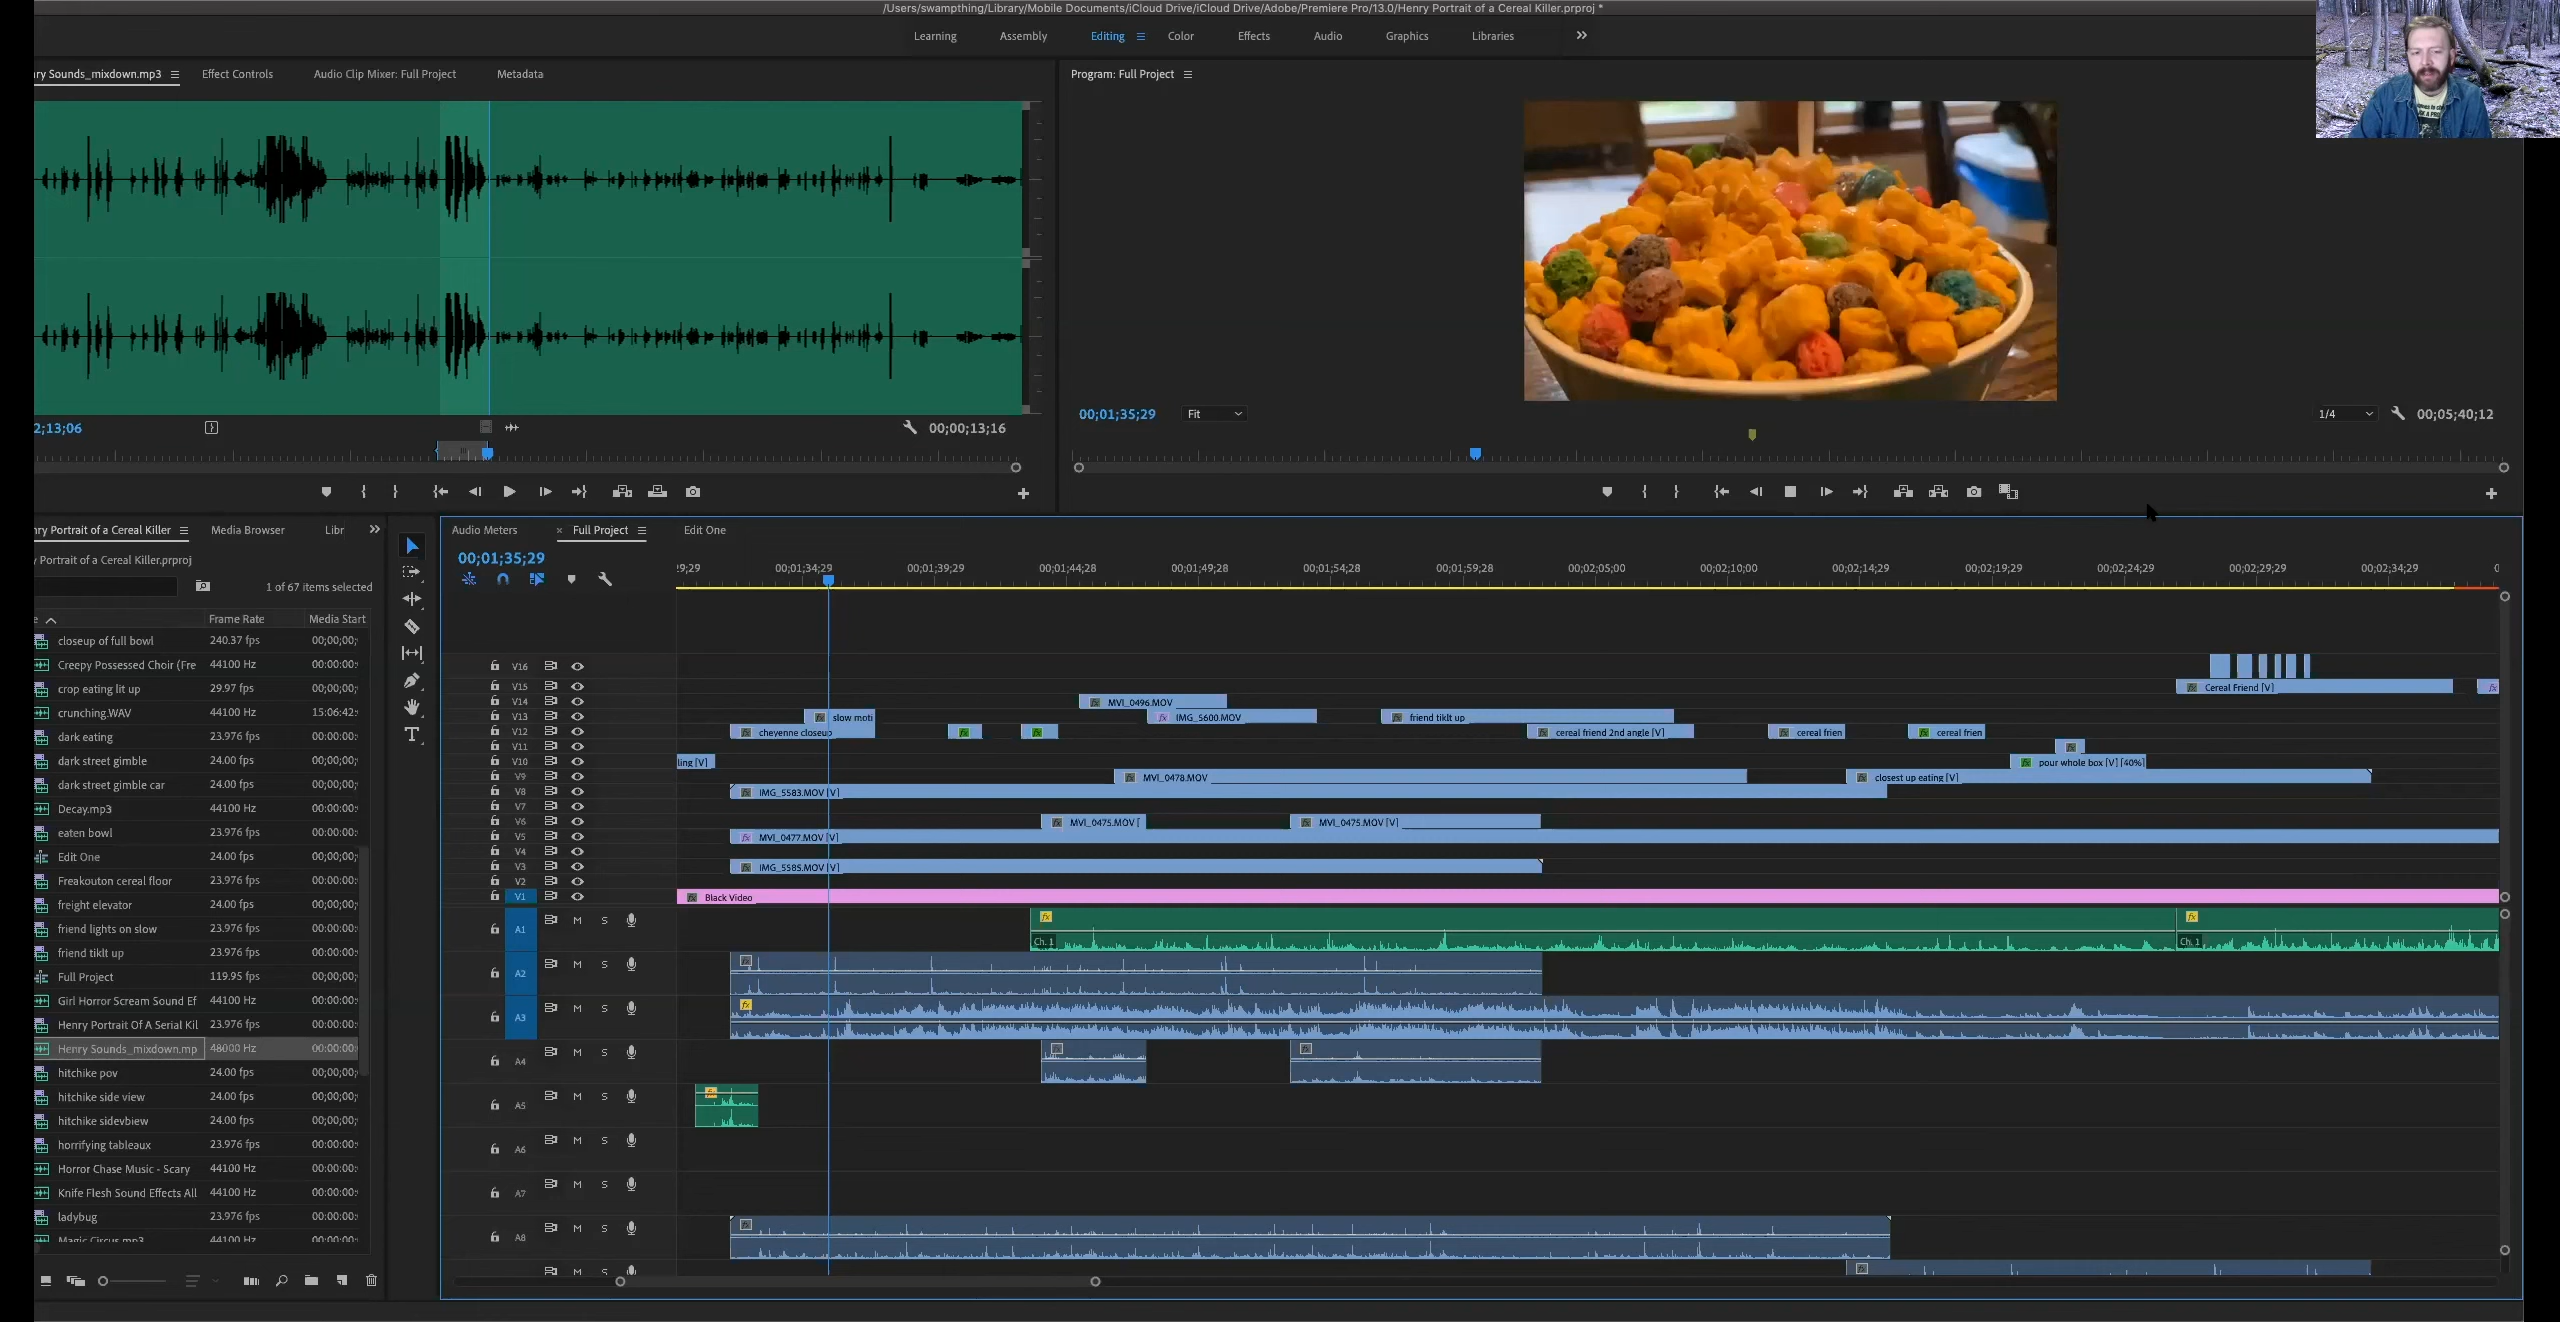 /Users/swampthing/Library/Mobile Documents/iCloud Drive/iCloud Drive/Adobe/Premiere Pro/13.0/Henry Portrait of a Cereal Killer.prproj *
Learning Assembly Editing Color Effects Audio Graphics Libraries
ry Sounds_mixdown.mp3 Effect Controls Audio Clip Mixer: Full Project Metadata
Program: Full Project
2;13;06 00;00;13;16
00;01;35;29 Fit 1/4 00;05;40;12
nry Portrait of a Cereal Killer Media Browser Libr
y Portrait of a Cereal Killer.prproj
1 of 67 items selected
e Frame Rate Media Start
closeup of full bowl 240.37 fps 00;00;00;
Creepy Possessed Choir (Fre 44100 Hz 00:00:00:
crop eating lit up 29.97 fps 00;00;00;
crunching.WAV 44100 Hz 15:06:42:
dark eating 23.976 fps 00:00:00:
dark street gimble 24.00 fps 00;00;00;
dark street gimble car 24.00 fps 00;00;00;
Decay.mp3 44100 Hz 00:00:00:
eaten bowl 23.976 fps 00:00:00:
Edit One 24.00 fps 00;00;00;
Freakouton cereal floor 23.976 fps 00:00:00:
freight elevator 24.00 fps 00;00;00;
friend lights on slow 23.976 fps 00:00:00:
friend tiklt up 23.976 fps 00:00:00:
Full Project 119.95 fps 00;00;00;
Girl Horror Scream Sound Ef 44100 Hz 00:00:00:
Henry Portrait Of A Serial Kil 23.976 fps 00:00:00:
Henry Sounds_mixdown.mp 48000 Hz 00:00:00:
hitchike pov 24.00 fps 00;00;00;
hitchike side view 24.00 fps 00;00;00;
hitchike sidevbiew 24.00 fps 00;00;00;
horrifying tableaux 23.976 fps 00:00:00:
Horror Chase Music - Scary 44100 Hz 00:00:00:
Knife Flesh Sound Effects All 44100 Hz 00:00:00:
ladybug 23.976 fps 00:00:00:
Magic Circus.mp3 44100 Hz 00:00:00:
T
Audio Meters × Full Project Edit One
00;01;35;29
29;29 00;01;34;29 00;01;39;29 00;01;44;28 00;01;49;28 00;01;54;28 00;01;59;28 00;02;05;00 00;02;10;00 00;02;14;29 00;02;19;29 00;02;24;29 00;02;29;29 00;02;34;29 0
V16
V15 Cereal Friend [V]
V14 MVI_0496.MOV
V13 slow moti IMG_5600.MOV friend tiklt up
V12 cheyenne closeup cereal friend 2nd angle [V] cereal frien cereal frien
V11
V10 ling [V] pour whole box [V] [40%]
V9 MVI_0478.MOV closest up eating [V]
V8 IMG_5583.MOV [V]
V7
V6 MVI_0475.MOV [ MVI_0475.MOV [V]
V5 MVI_0477.MOV [V]
V4
V3 IMG_5585.MOV [V]
V2
V1 Black Video
A1 M S Ch. 1 Ch. 1
A2 M S
A3 M S
A4 M S
A5 M S
A6 M S
A7 M S
A8 M S
M S